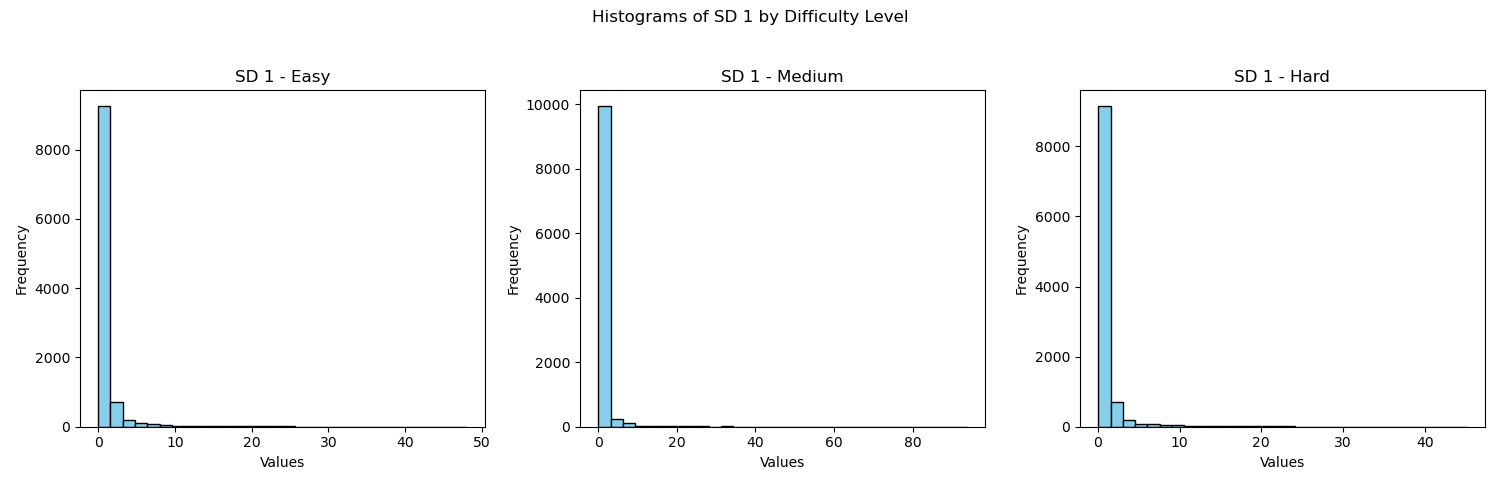 Histograms of SD 1 by Difficulty Level
SD 1 - Easy
8000
6000
4000
2000
0
Frequency
0 10 20 30 40 50
Values
SD 1 - Medium
10000
8000
6000
4000
2000
0
Frequency
0 20 40 60 80
Values
SD 1 - Hard
8000
6000
4000
2000
0
Frequency
0 10 20 30 40
Values